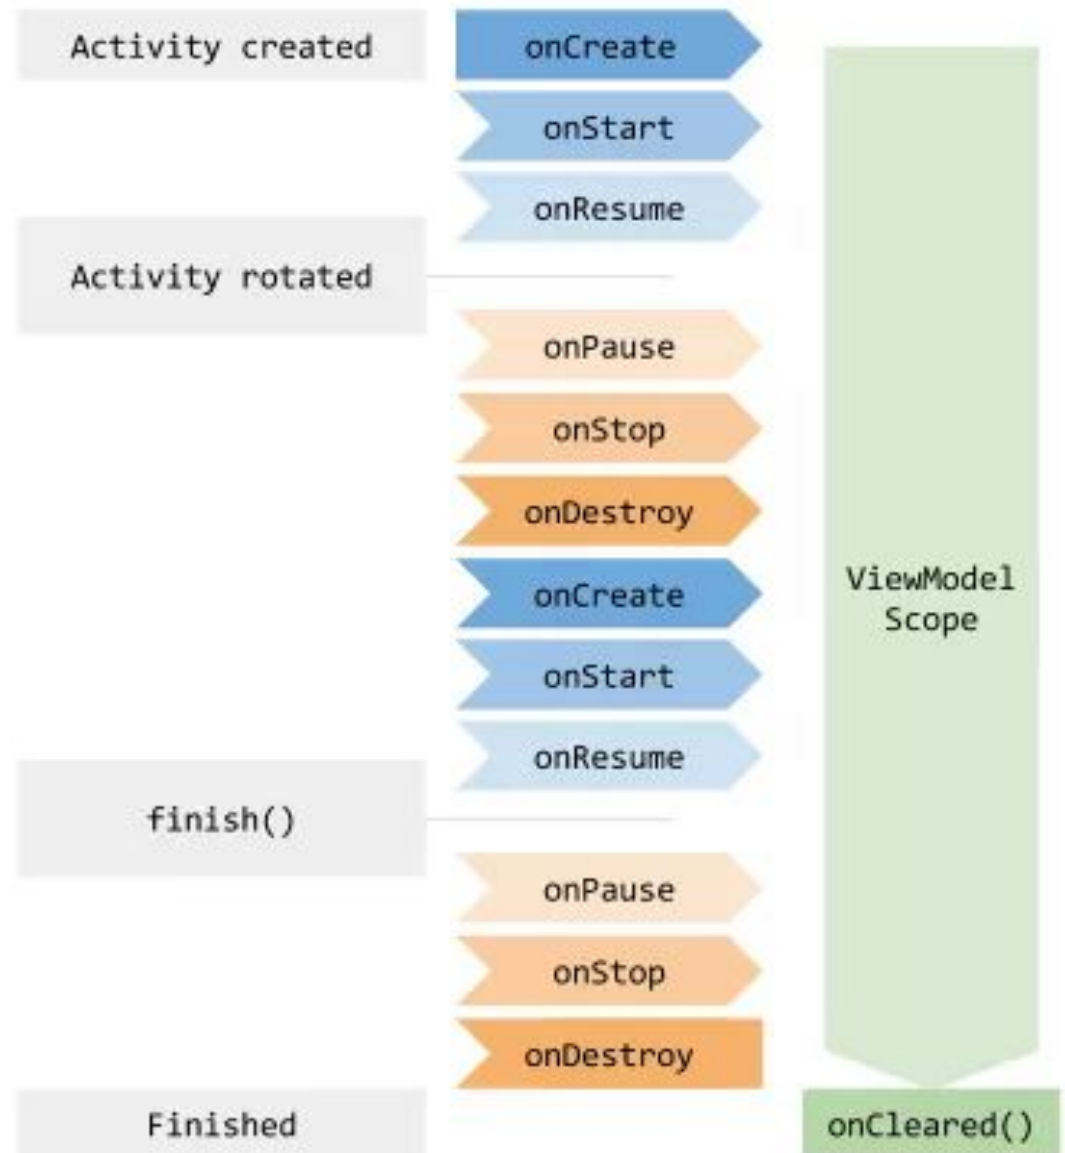 Activity created
onCreate
onStart
onResume
Activity rotated
onPause
onStop
onDestroy
onCreate
onStart
onResume
ViewModel
Scope
finish()
onPause
onStop
onDestroy
Finished
onCleared()